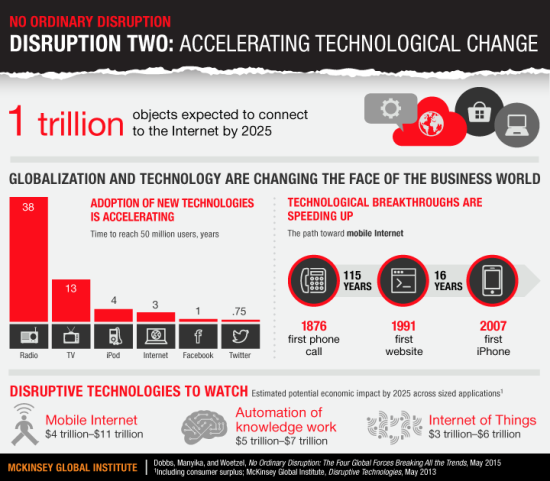 NO ORDINARY DISRUPTION
DISRUPTION TWO: ACCELERATING TECHNOLOGICAL CHANGE
1 trillion
objects expected to connect
to the Internet by 2025
GLOBALIZATION AND TECHNOLOGY ARE CHANGING THE FACE OF THE BUSINESS WORLD
ADOPTION OF NEW TECHNOLOGIES
IS ACCELERATING
Time to reach 50 million users, years
38
13
4
3
1
.75
Radio
TV
iPod
Internet
Facebook
Twitter
TECHNOLOGICAL BREAKTHROUGHS ARE
SPEEDING UP
The path toward mobile Internet
115
YEARS
16
YEARS
1876
first phone
call
1991
first
website
2007
first
iPhone
DISRUPTIVE TECHNOLOGIES TO WATCH Estimated potential economic impact by 2025 across sized applications¹
Mobile Internet
$4 trillion–$11 trillion
Automation of
knowledge work
$5 trillion–$7 trillion
Internet of Things
$3 trillion–$6 trillion
MCKINSEY GLOBAL INSTITUTE
Dobbs, Manyika, and Woetzel, No Ordinary Disruption: The Four Global Forces Breaking All the Trends, May 2015
¹Including consumer surplus; McKinsey Global Institute, Disruptive Technologies, May 2013